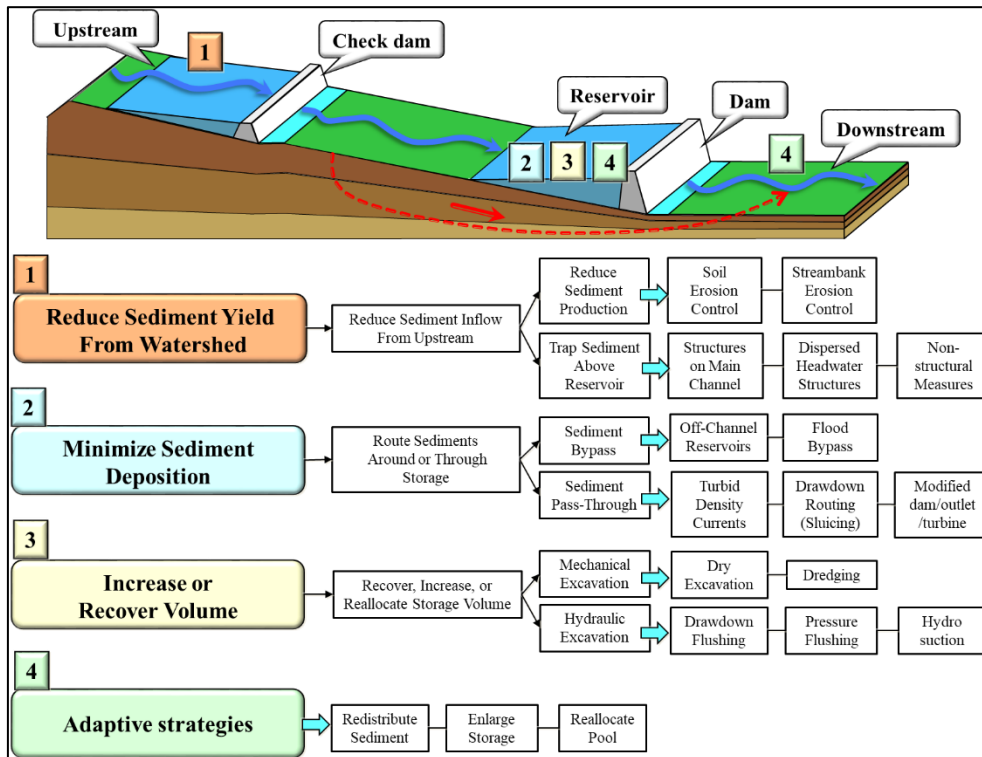 Upstream
1
Check dam
Reservoir
Dam
Downstream
2
3
4
4
1
Reduce Sediment Yield
From Watershed
Reduce Sediment Inflow
From Upstream
Reduce
Sediment
Production
Soil
Erosion
Control
Streambank
Erosion
Control
Trap Sediment
Above
Reservoir
Structures
on Main
Channel
Dispersed
Headwater
Structures
Non-
structural
Measures
2
Minimize Sediment
Deposition
Route Sediments
Around or Through
Storage
Sediment
Bypass
Off-Channel
Reservoirs
Flood
Bypass
Sediment
Pass-Through
Turbid
Density
Currents
Drawdown
Routing
(Sluicing)
Modified
dam/outlet
/turbine
3
Increase or
Recover Volume
Recover, Increase, or
Reallocate Storage Volume
Mechanical
Excavation
Dry
Excavation
Dredging
Hydraulic
Excavation
Drawdown
Flushing
Pressure
Flushing
Hydro
suction
4
Adaptive strategies
Redistribute
Sediment
Enlarge
Storage
Reallocate
Pool